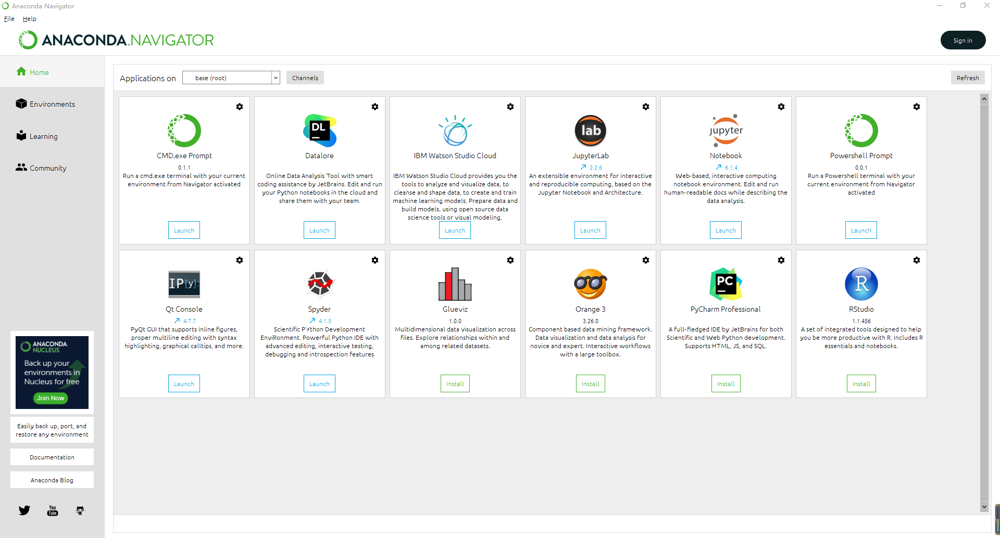 Anaconda Navigator
File Help
ANACONDA.NAVIGATOR
Sign in
Home
Environments
Learning
Community
Applications on base (root) Channels Refresh
CMD.exe Prompt
0.1.1
Run a cmd.exe terminal with your current
environment from Navigator activated
Launch
DL
Datalore
Online Data Analysis Tool with smart
coding assistance by JetBrains. Edit and run
your Python notebooks in the cloud and
share them with your team.
Launch
IBM Watson Studio Cloud
IBM Watson Studio Cloud provides you the
tools to analyze and visualize data, to
cleanse and shape data, to create and train
machine learning models. Prepare data and
build models, using open source data
science tools or visual modeling.
Launch
lab
JupyterLab
2.2.6
An extensible environment for interactive
and reproducible computing, based on the
Jupyter Notebook and Architecture.
Launch
jupyter
Notebook
6.1.4
Web-based, interactive computing
notebook environment. Edit and run
human-readable docs while describing the
data analysis.
Launch
Powershell Prompt
0.0.1
Run a Powershell terminal with your
current environment from Navigator
activated
Launch
IP[y]:
Qt Console
4.7.7
PyQt GUI that supports inline figures,
proper multiline editing with syntax
highlighting, graphical calltips, and more.
Launch
Spyder
4.1.5
Scientific PYthon Development
EnviRonment. Powerful Python IDE with
advanced editing, interactive testing,
debugging and introspection features
Launch
Glueviz
1.0.0
Multidimensional data visualization across
files. Explore relationships within and
among related datasets.
Install
Orange 3
3.26.0
Component based data mining framework.
Data visualization and data analysis for
novice and expert. Interactive workflows
with a large toolbox.
Install
PC
PyCharm Professional
A full-fledged IDE by JetBrains for both
Scientific and Web Python development.
Supports HTML, JS, and SQL.
Install
R
RStudio
1.1.456
A set of integrated tools designed to help
you be more productive with R. Includes R
essentials and notebooks.
Install
ANACONDA.
NUCLEUS
Back up your
environments in
Nucleus for free
Join Now
Easily back up, port, and
restore any environment
Documentation
Anaconda Blog
You
Tube